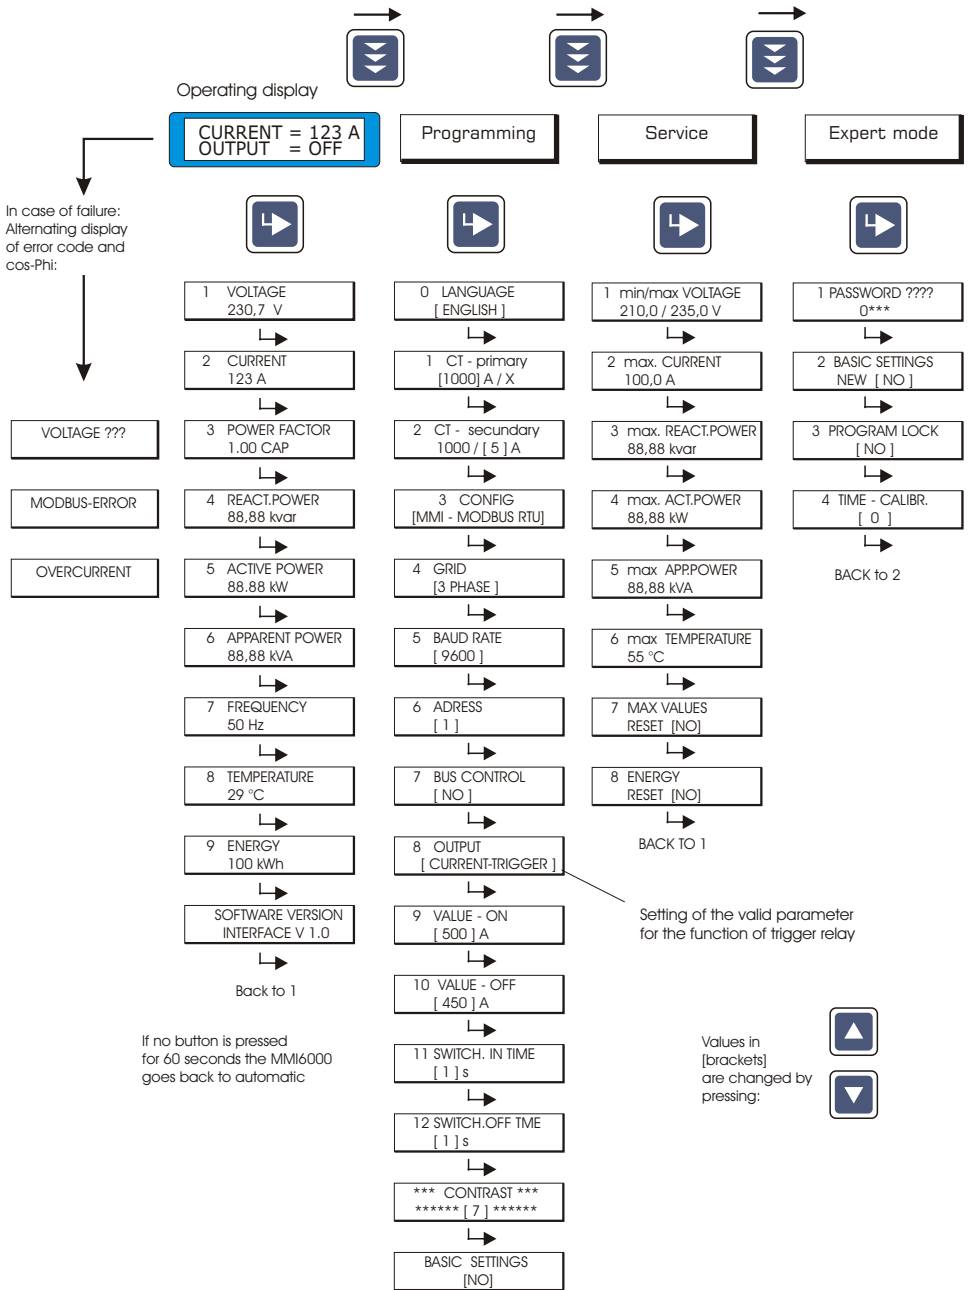 Operating display
CURRENT = 123 A
OUTPUT = OFF
Programming
Service
Expert mode
In case of failure:
Alternating display
of error code and
cos-Phi:
VOLTAGE ???
MODBUS-ERROR
OVERCURRENT
1 VOLTAGE
230,7 V
2 CURRENT
123 A
3 POWER FACTOR
1.00 CAP
4 REACT.POWER
88,88 kvar
5 ACTIVE POWER
88.88 kW
6 APPARENT POWER
88,88 kVA
7 FREQUENCY
50 Hz
8 TEMPERATURE
29 °C
9 ENERGY
100 kWh
SOFTWARE VERSION
INTERFACE V 1.0
Back to 1
If no button is pressed
for 60 seconds the MMI6000
goes back to automatic
0 LANGUAGE
[ ENGLISH ]
1 CT - primary
[1000] A / X
2 CT - secundary
1000 / [ 5 ] A
3 CONFIG
[MMI - MODBUS RTU]
4 GRID
[3 PHASE ]
5 BAUD RATE
[ 9600 ]
6 ADRESS
[ 1 ]
7 BUS CONTROL
[ NO ]
8 OUTPUT
[ CURRENT-TRIGGER ]
9 VALUE - ON
[ 500 ] A
10 VALUE - OFF
[ 450 ] A
11 SWITCH. IN TIME
[ 1 ] s
12 SWITCH.OFF TME
[ 1 ] s
*** CONTRAST ***
****** [ 7 ] ******
BASIC SETTINGS
[NO]
1 min/max VOLTAGE
210,0 / 235,0 V
2 max. CURRENT
100,0 A
3 max. REACT.POWER
88,88 kvar
4 max. ACT.POWER
88,88 kW
5 max APP.POWER
88,88 kVA
6 max TEMPERATURE
55 °C
7 MAX VALUES
RESET [NO]
8 ENERGY
RESET [NO]
BACK TO 1
Setting of the valid parameter
for the function of trigger relay
1 PASSWORD ????
0***
2 BASIC SETTINGS
NEW [ NO ]
3 PROGRAM LOCK
[ NO ]
4 TIME - CALIBR.
[ 0 ]
BACK to 2
Values in
[brackets]
are changed by
pressing: